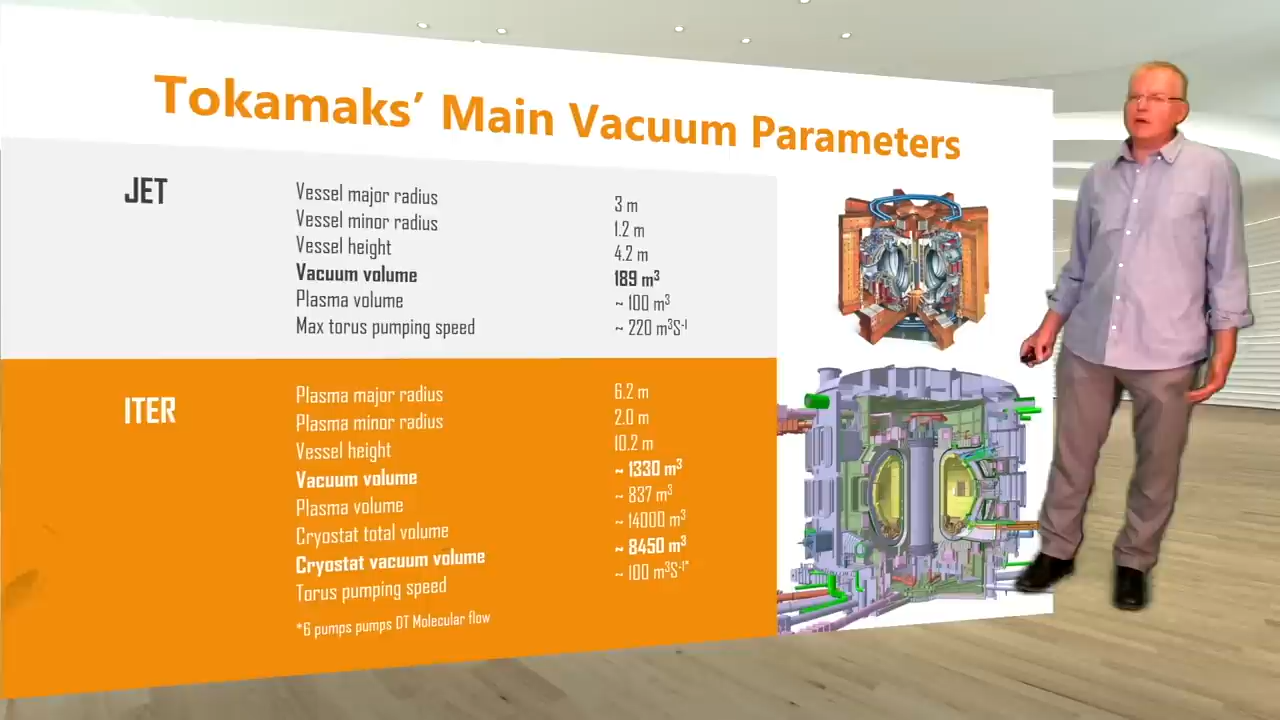 Tokamaks’ Main Vacuum Parameters
JET
Vessel major radius 3 m
Vessel minor radius 1.2 m
Vessel height 4.2 m
Vacuum volume 189 m³
Plasma volume ~ 100 m³
Max torus pumping speed ~ 220 m³S⁻¹
ITER
Plasma major radius 6.2 m
Plasma minor radius 2.0 m
Vessel height 10.2 m
Vacuum volume ~ 1330 m³
Plasma volume ~ 837 m³
Cryostat total volume ~ 14000 m³
Cryostat vacuum volume ~ 8450 m³
Torus pumping speed ~ 100 m³S⁻¹*
*6 pumps pumps DT Molecular flow